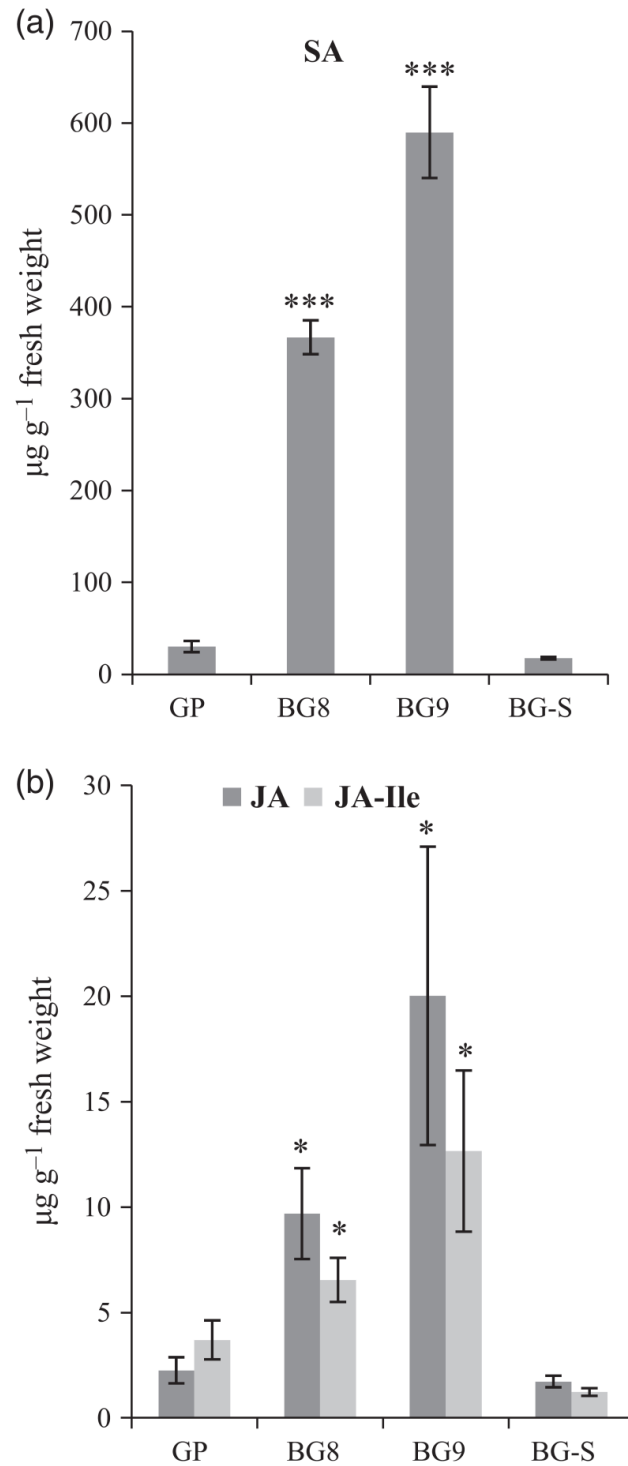 (a)
SA
700
600
500
400
300
200
100
0
µg g⁻¹ fresh weight
***
***
GP BG8 BG9 BG-S
(b)
JA JA-Ile
30
25
20
15
10
5
0
µg g⁻¹ fresh weight
*
*
*
*
GP BG8 BG9 BG-S